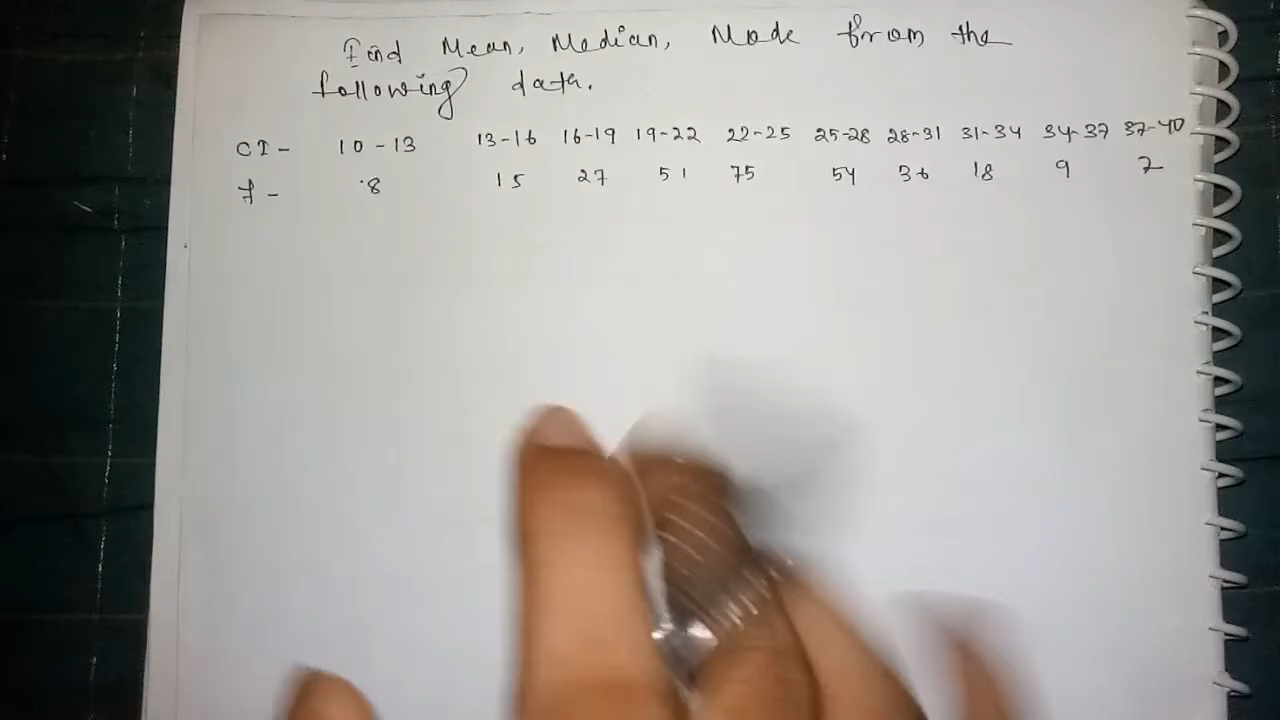 Find Mean, Median, Mode from the
following data.
CI - 10-13 13-16 16-19 19-22 22-25 25-28 28-31 31-34 34-37 37-40
f - 8 15 27 51 75 54 36 18 9 7